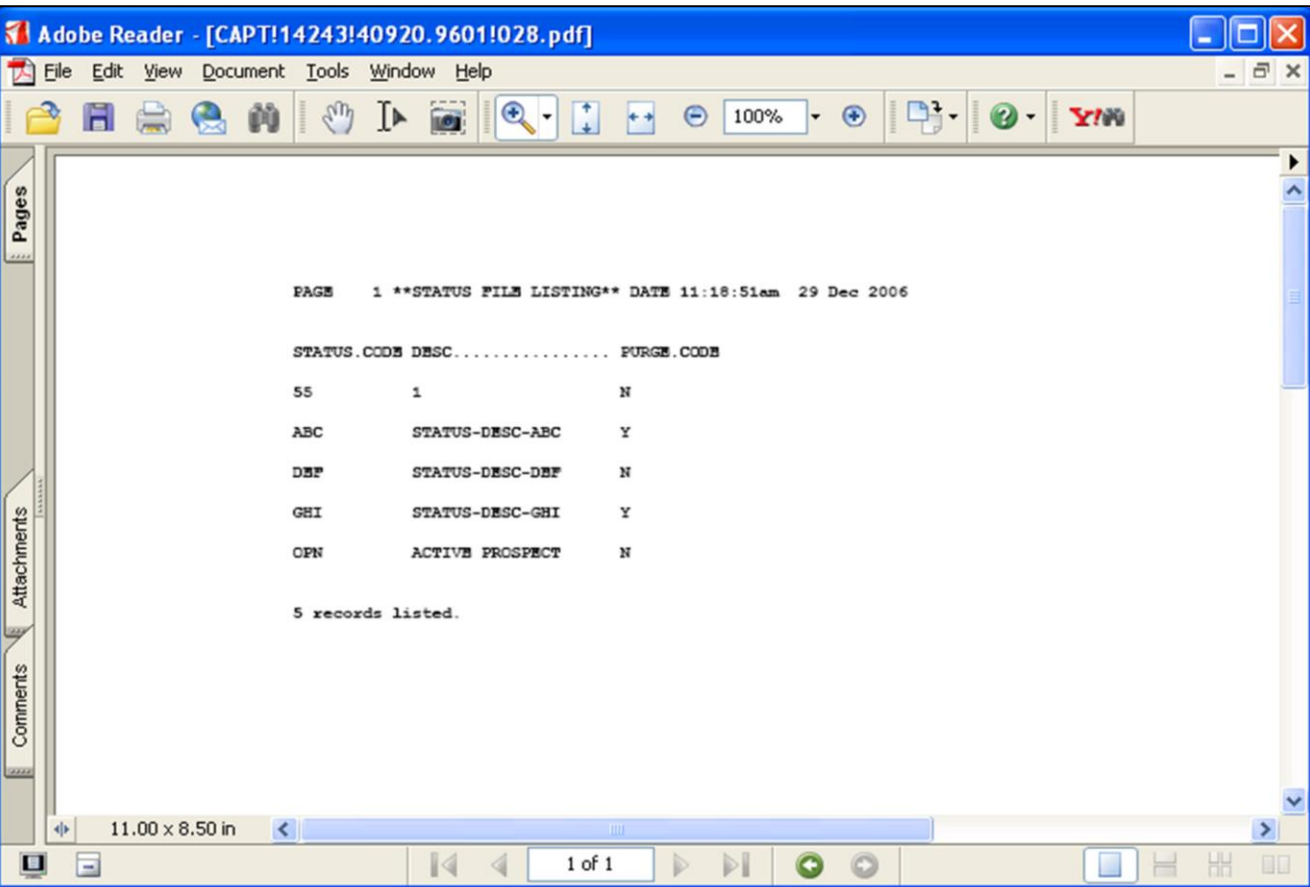 Adobe Reader - [CAPT!14243!40920.9601!028.pdf]
File Edit View Document Tools Window Help
100%
Y!
Pages
Attachments
Comments
PAGE 1 **STATUS FILE LISTING** DATE 11:18:51am 29 Dec 2006
STATUS.CODE DESC................ PURGE.CODE
55 1 N
ABC STATUS-DESC-ABC Y
DEF STATUS-DESC-DEF N
GHI STATUS-DESC-GHI Y
OPN ACTIVE PROSPECT N
5 records listed.
11.00 x 8.50 in
1 of 1